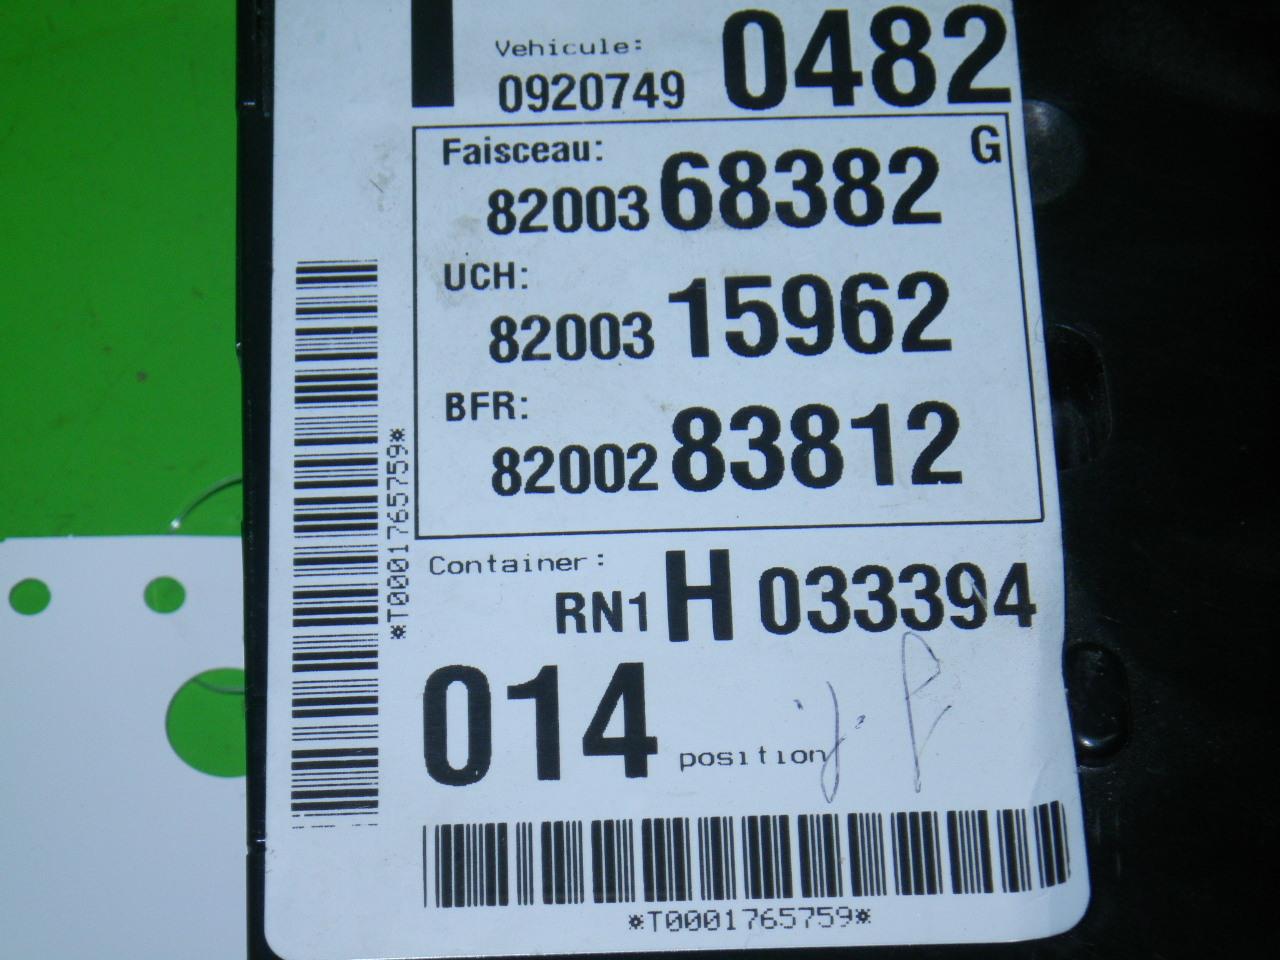 Vehicule:
0920749 0482
Faisceau: G
82003 68382
UCH:
82003 15962
BFR:
82002 83812
Container:
RN1 H 033394
014 position
*T0001765759*
*T0001765759*